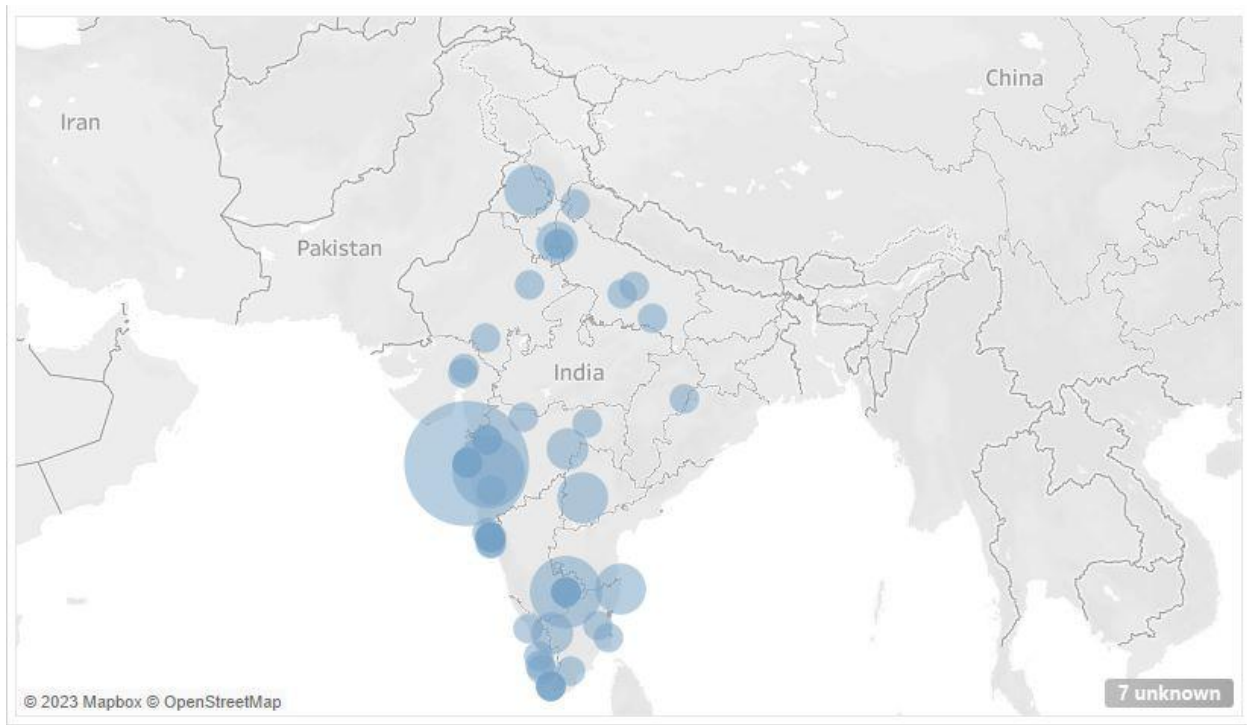 China
Iran
Pakistan
India
© 2023 Mapbox © OpenStreetMap
7 unknown